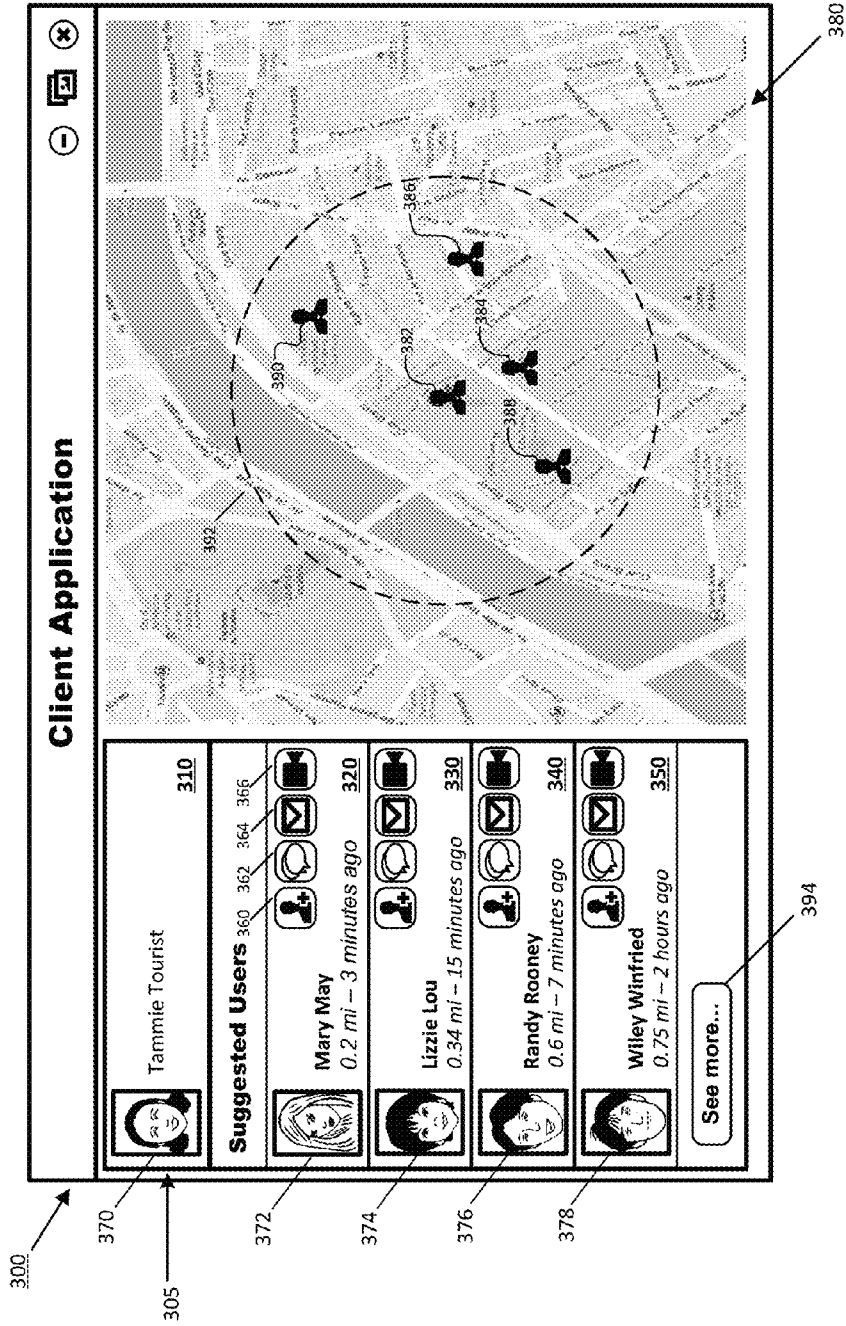 300
Client Application
305
370
Tammie Tourist
310
Suggested Users
360
362
364
366
372
Mary May
0.2 mi – 3 minutes ago
320
374
Lizzie Lou
0.34 mi – 15 minutes ago
330
376
Randy Rooney
0.6 mi – 7 minutes ago
340
378
Wiley Winfried
0.75 mi – 2 hours ago
350
See more...
394
392
390
382
386
384
388
380